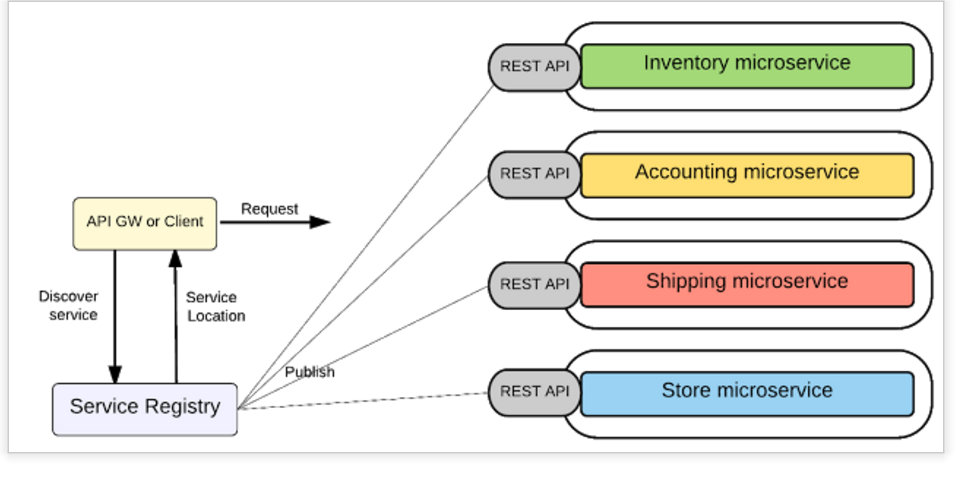 REST API
Inventory microservice
REST API
Accounting microservice
API GW or Client
Request
REST API
Shipping microservice
Discover
service
Service
Location
Publish
REST API
Store microservice
Service Registry